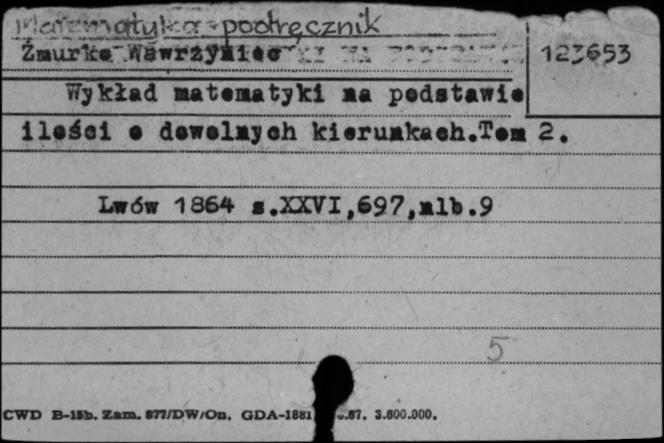 Matematyka - podręcznik
Żmurko Wawrzyniec
123653
Wykład matematyki na podstawie
ilości o dowolnych kierunkach.Tom 2.
Lwów 1864 s.XXVI,697,nlb.9
5
CWD B-15b. Zam. 877/DW/On. GDA-1881 .67. 3.600.000.